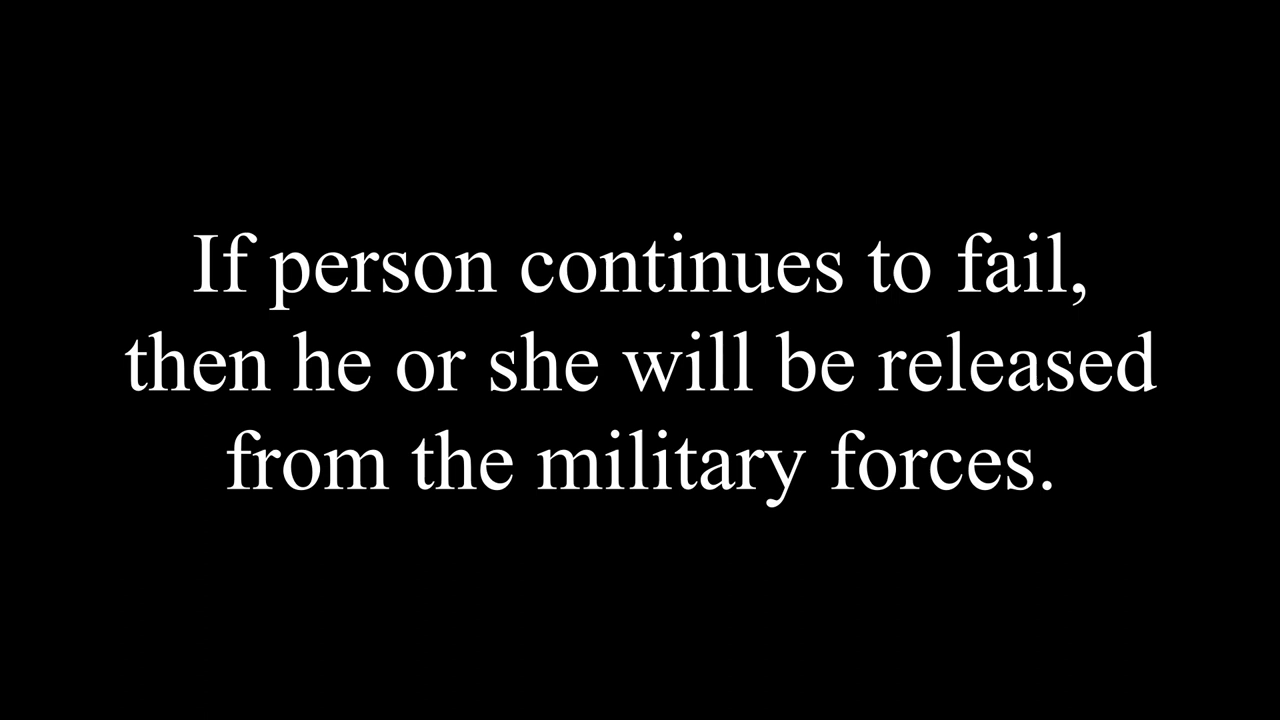 If person continues to fail,
then he or she will be released
from the military forces.